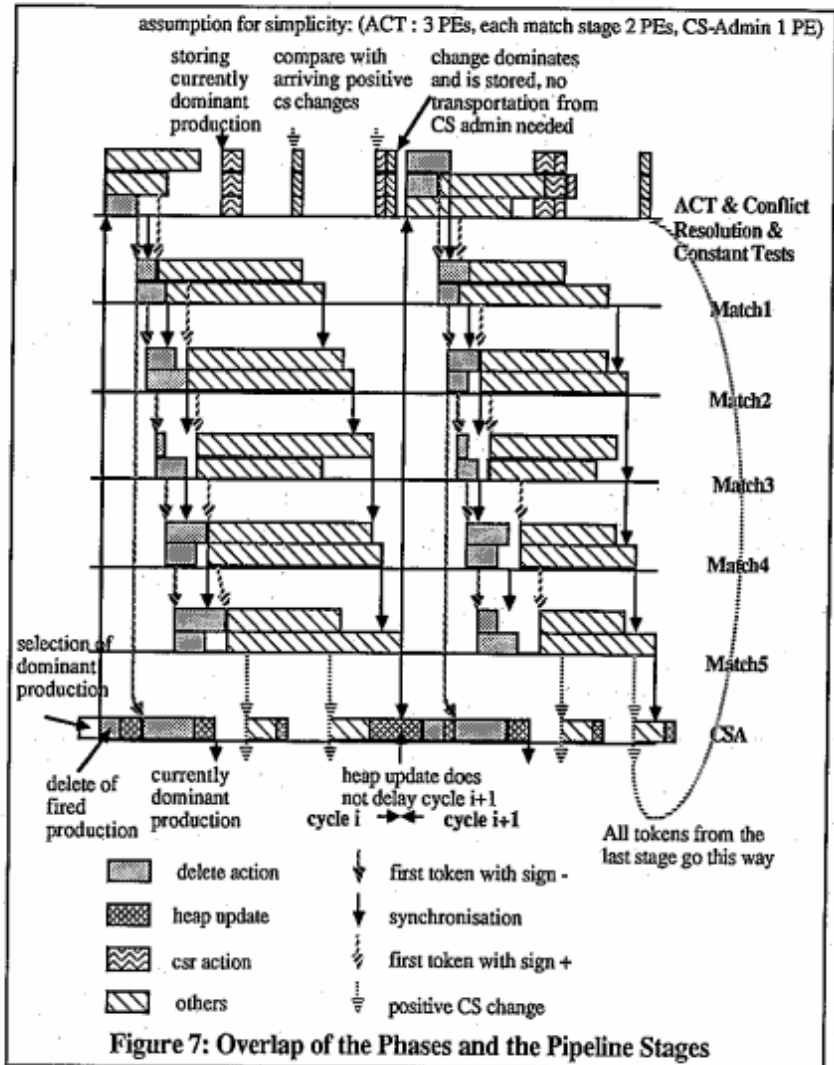 assumption for simplicity: (ACT : 3 PEs, each match stage 2 PEs, CS-Admin 1 PE)
storing
currently
dominant
production
compare with
arriving positive
cs changes
change dominates
and is stored, no
transportation from
CS admin needed
ACT & Conflict
Resolution &
Constant Tests
Match1
Match2
Match3
Match4
Match5
selection of
dominant
production
CSA
delete of
fired
production
currently
dominant
production
heap update does
not delay cycle i+1
cycle i
cycle i+1
All tokens from the
last stage go this way
delete action
first token with sign -
heap update
synchronisation
csr action
first token with sign +
others
positive CS change
Figure 7: Overlap of the Phases and the Pipeline Stages